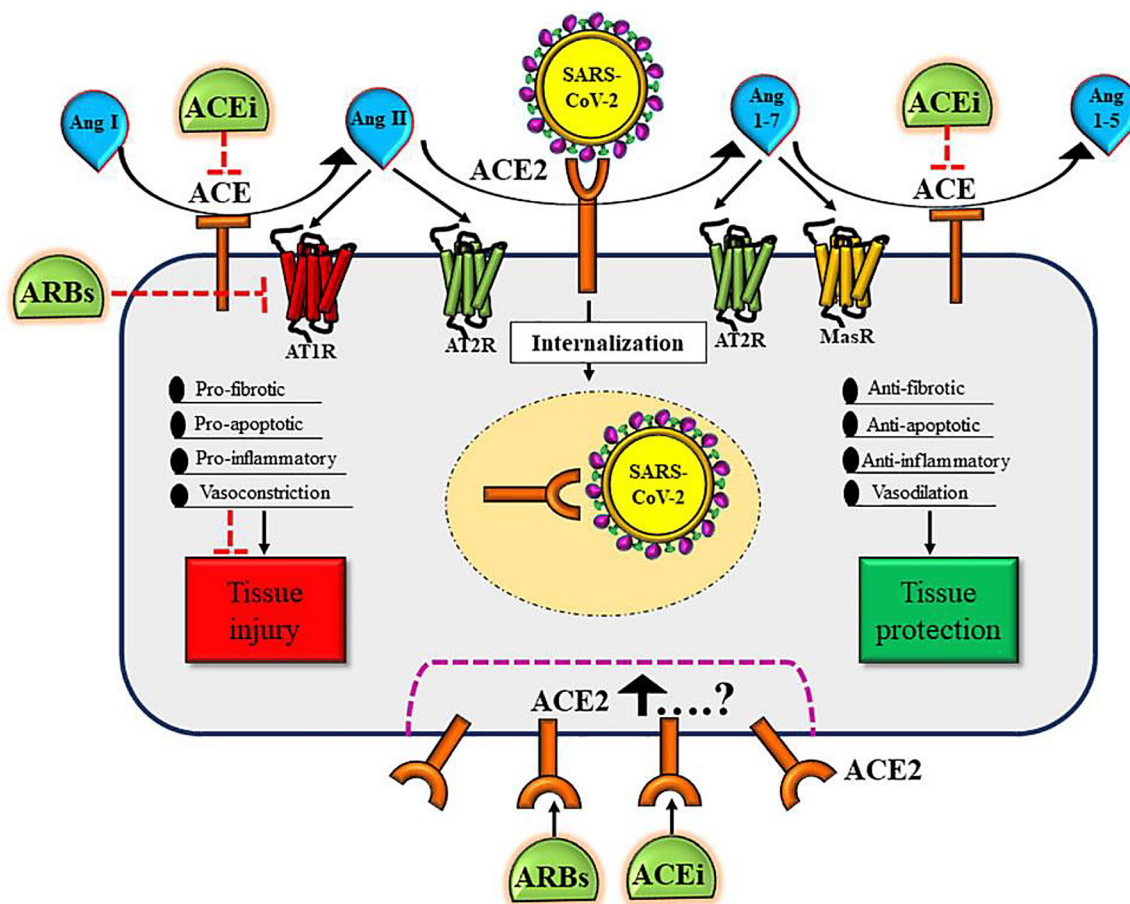 SARS-
CoV-2
Ang I
ACEi
Ang II
Ang
1-7
ACEi
Ang
1-5
ACE
ACE2
ACE
ARBs
AT1R
AT2R
Internalization
AT2R
MasR
Pro-fibrotic
Pro-apoptotic
Pro-inflammatory
Vasoconstriction
Tissue
injury
SARS-
CoV-2
Anti-fibrotic
Anti-apoptotic
Anti-inflammatory
Vasodilation
Tissue
protection
ACE2 ....?
ACE2
ARBs
ACEi